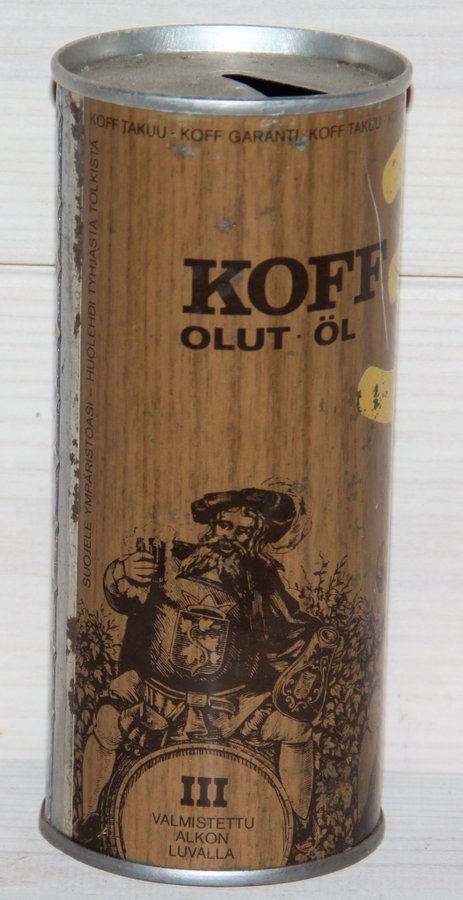 KOFF TAKUU · KOFF GARANTI · KOFF TAKUU ·
SUOJELE YMPÄRISTÖÄSI – HUOLEHDI TYHJÄSTÄ TÖLKISTÄ
KOFF
OLUT · ÖL
III
VALMISTETTU
ALKON
LUVALLA